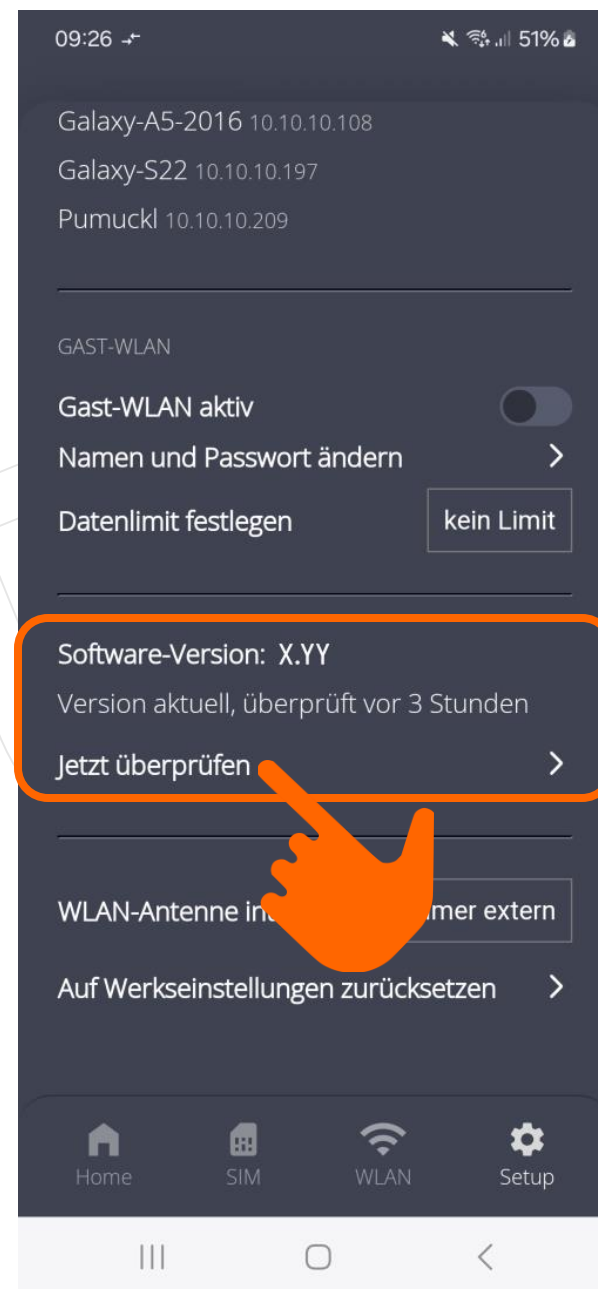 09:26 51%
Galaxy-A5-2016 10.10.10.108
Galaxy-S22 10.10.10.197
Pumuckl 10.10.10.209
GAST-WLAN
Gast-WLAN aktiv
Namen und Passwort ändern
Datenlimit festlegen kein Limit
Software-Version: X.YY
Version aktuell, überprüft vor 3 Stunden
Jetzt überprüfen
WLAN-Antenne extern
Auf Werkseinstellungen zurücksetzen
Home SIM WLAN Setup